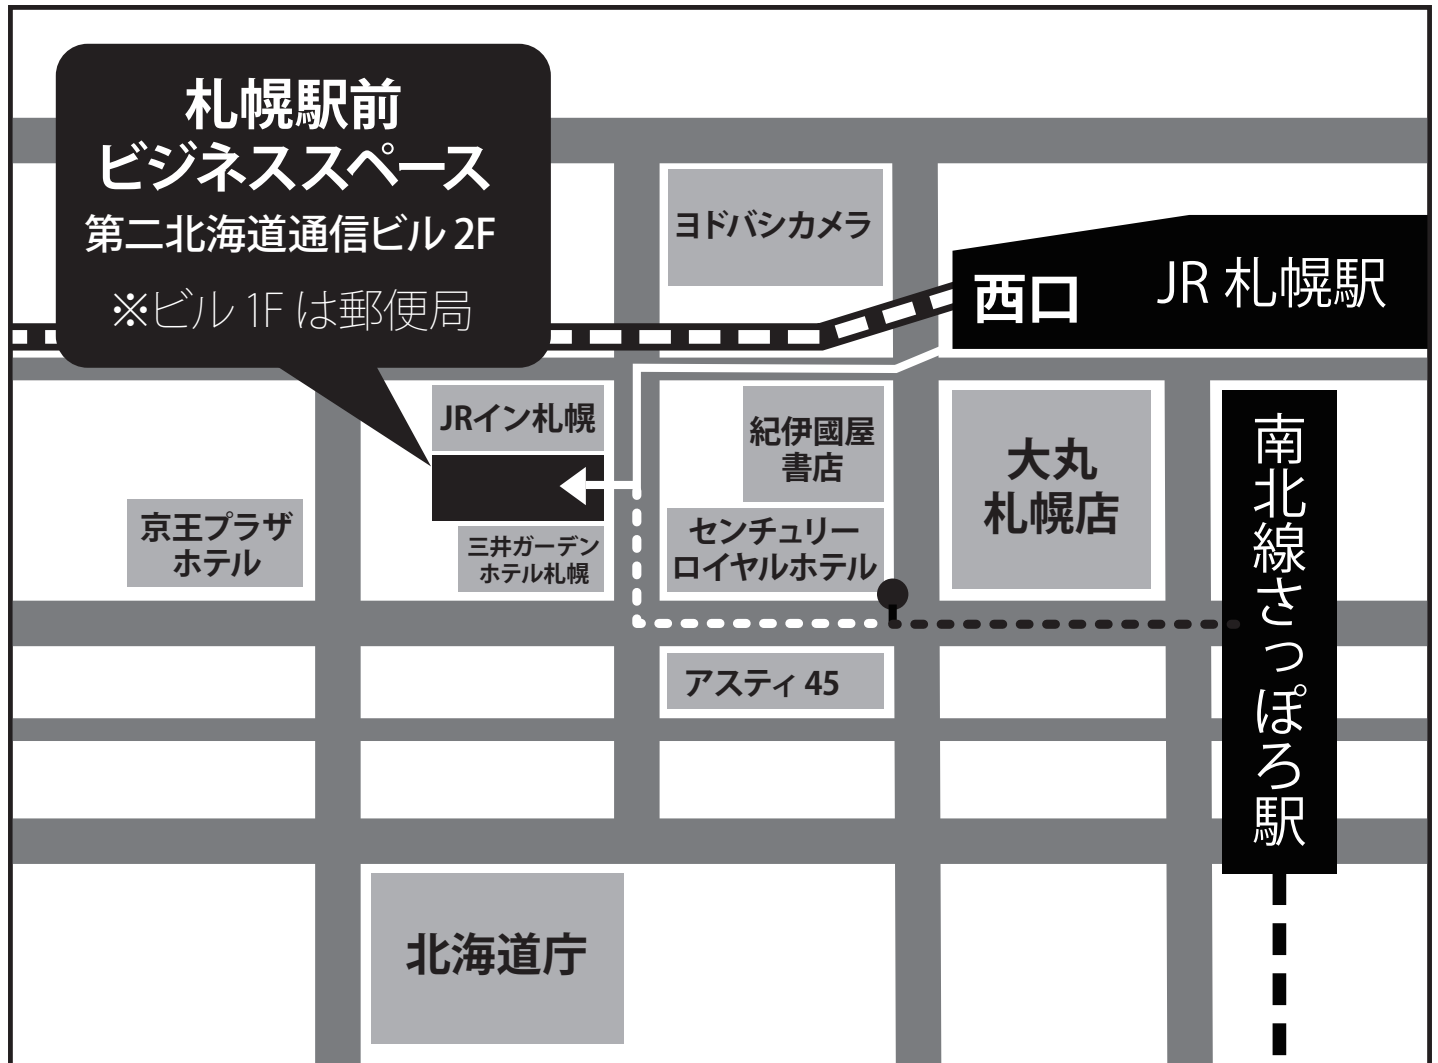 札幌駅前
ビジネススペース
第二北海道通信ビル 2F
※ビル 1F は郵便局
ヨドバシカメラ
西口
JR 札幌駅
JRイン札幌
紀伊國屋
書店
大丸
札幌店
南北線さっぽろ駅
京王プラザ
ホテル
三井ガーデン
ホテル札幌
センチュリー
ロイヤルホテル
アスティ 45
北海道庁